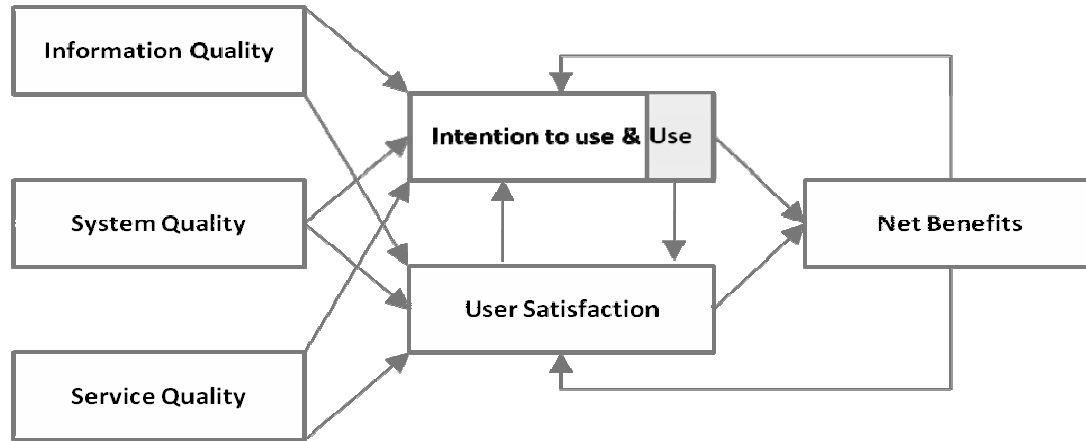 Information Quality
Intention to use & Use
System Quality
Net Benefits
User Satisfaction
Service Quality